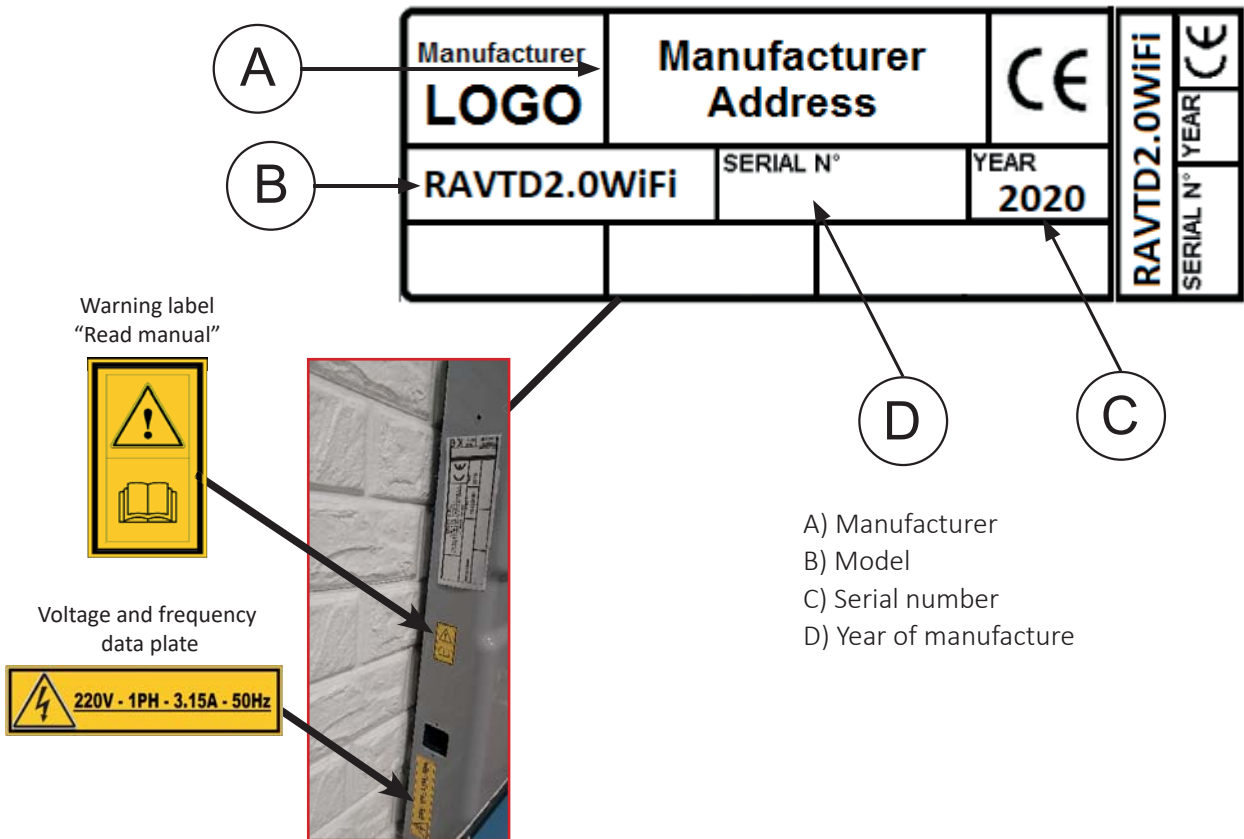 A
Manufacturer
LOGO
Manufacturer
Address
CE
B
RAVTD2.0WiFi
SERIAL N°
YEAR
2020
RAVTD2.0WiFi
SERIAL N°
YEAR
CE
Warning label
“Read manual”
!
D
C
A) Manufacturer
B) Model
C) Serial number
D) Year of manufacture
Voltage and frequency
data plate
220V - 1PH - 3.15A - 50Hz
CE